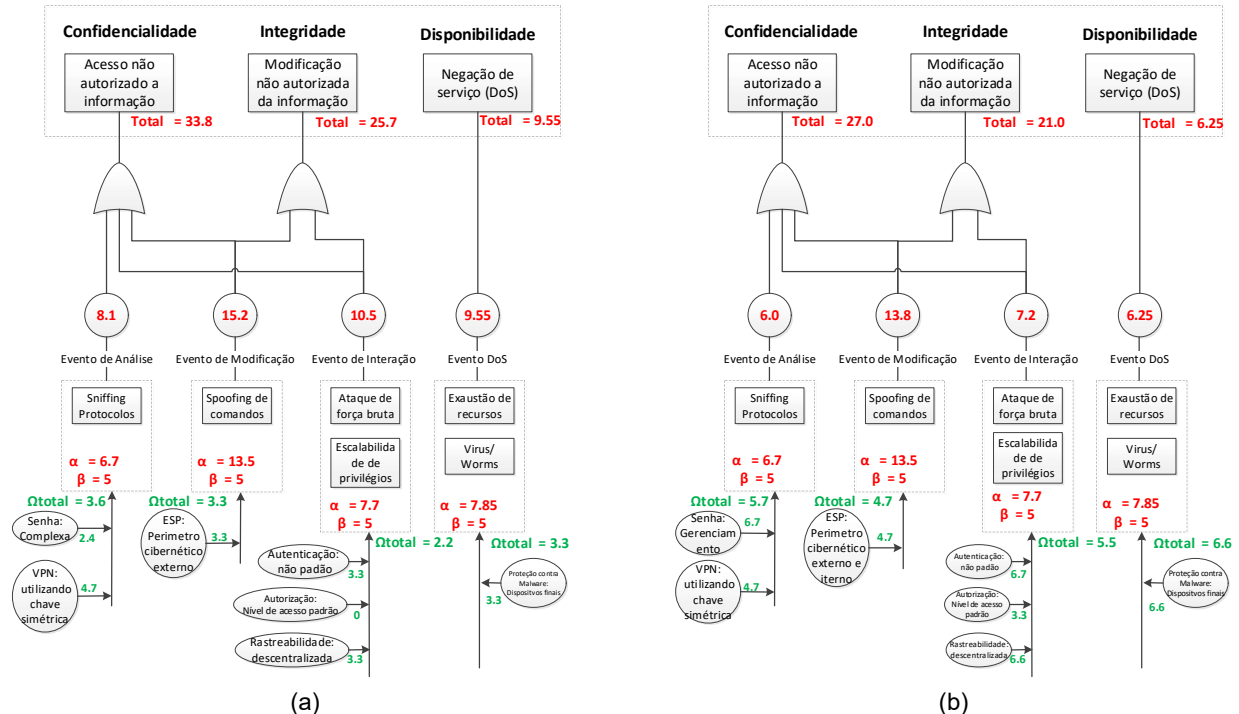 Confidencialidade
Integridade
Disponibilidade
Acesso não
autorizado a
informação
Modificação
não autorizada
da informação
Negação de
serviço (DoS)
Total = 33.8
Total = 25.7
Total = 9.55
8.1
15.2
10.5
9.55
Evento de Análise
Evento de Modificação
Evento de Interação
Evento DoS
Sniffing
Protocolos
Spoofing de
comandos
Ataque de
força bruta
Exaustão de
recursos
Escalabilida
de de
privilégios
Virus/
Worms
α = 6.7
β = 5
α = 13.5
β = 5
α = 7.7
β = 5
α = 7.85
β = 5
Ωtotal = 3.6
Ωtotal = 3.3
Ωtotal = 2.2
Ωtotal = 3.3
Senha:
Complexa
2.4
VPN:
utilizando
chave
simétrica
4.7
ESP:
Perimetro
cibernético
externo
3.3
Autenticação:
não padão
3.3
Autorização:
Nível de acesso padrão
0
Rastreabilidade:
descentralizada
3.3
Proteção contra
Malware:
Dispositvos finais
3.3
(a)
Confidencialidade
Integridade
Disponibilidade
Acesso não
autorizado a
informação
Modificação
não autorizada
da informação
Negação de
serviço (DoS)
Total = 27.0
Total = 21.0
Total = 6.25
6.0
13.8
7.2
6.25
Evento de Análise
Evento de Modificação
Evento de Interação
Evento DoS
Sniffing
Protocolos
Spoofing de
comandos
Ataque de
força bruta
Exaustão de
recursos
Escalabilida
de de
privilégios
Virus/
Worms
α = 6.7
β = 5
α = 13.5
β = 5
α = 7.7
β = 5
α = 7.85
β = 5
Ωtotal = 5.7
Ωtotal = 4.7
Ωtotal = 5.5
Ωtotal = 6.6
Senha:
Gerenciam
ento
6.7
VPN:
utilizando
chave
simétrica
4.7
ESP:
Perimetro
cibernético
externo e
iterno
4.7
Autenticação:
não padão
6.7
Autorização:
Nível de acesso
padrão
3.3
Rastreabilidade:
descentralizada
6.6
Proteção contra
Malware:
Dispositvos finais
6.6
(b)